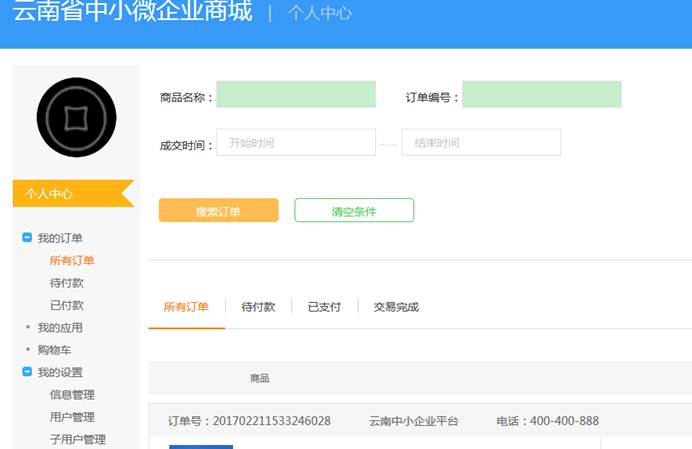 云南省中小微企业商城 | 个人中心
商品名称： 订单编号：
成交时间： 开始时间 — 结束时间
个人中心
搜索订单 清空条件
我的订单
所有订单
待付款
已付款
我的应用
购物车
我的设置
信息管理
用户管理
子用户管理
所有订单 待付款 已支付 交易完成
商品
订单号：201702211533246028 云南中小企业平台 电话：400-400-888